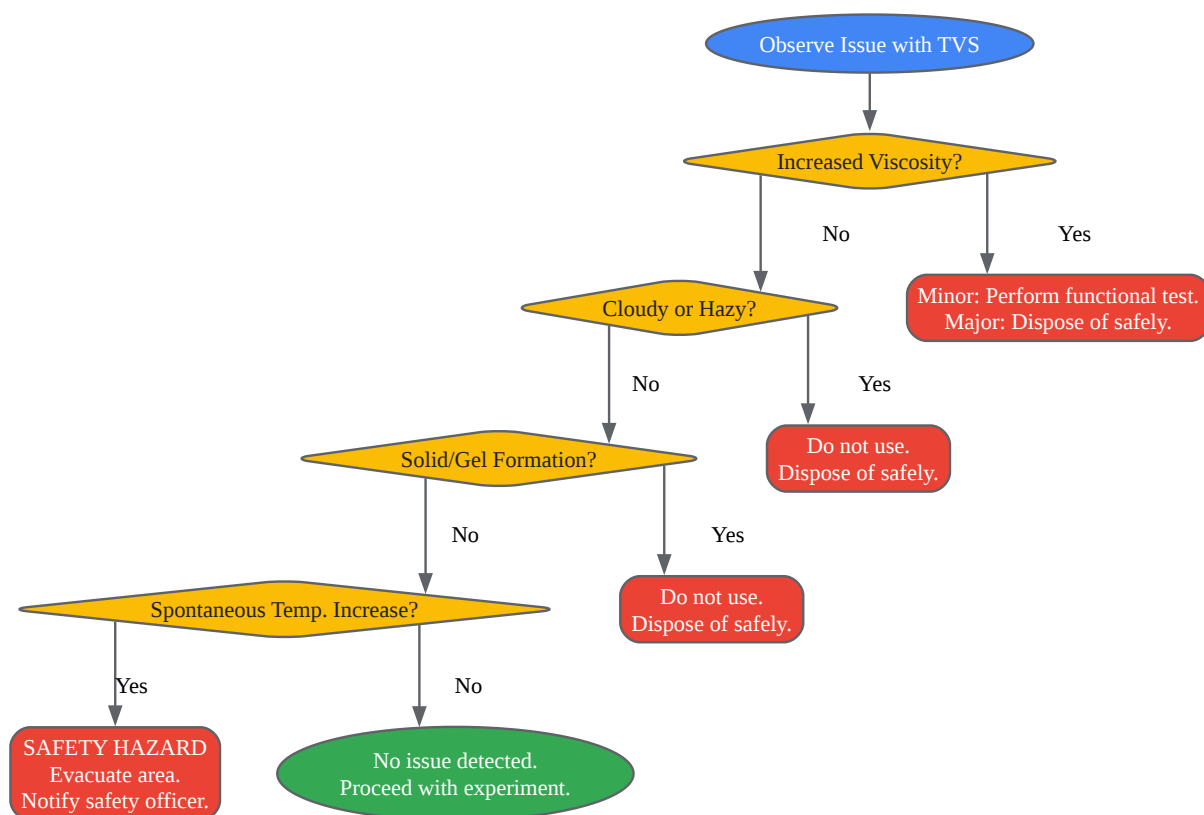 Observe Issue with TVS
Increased Viscosity?
No
Yes
Minor: Perform functional test.
Major: Dispose of safely.
Cloudy or Hazy?
No
Yes
Do not use.
Dispose of safely.
Solid/Gel Formation?
No
Yes
Do not use.
Dispose of safely.
Spontaneous Temp. Increase?
Yes
No
SAFETY HAZARD
Evacuate area.
Notify safety officer.
No issue detected.
Proceed with experiment.